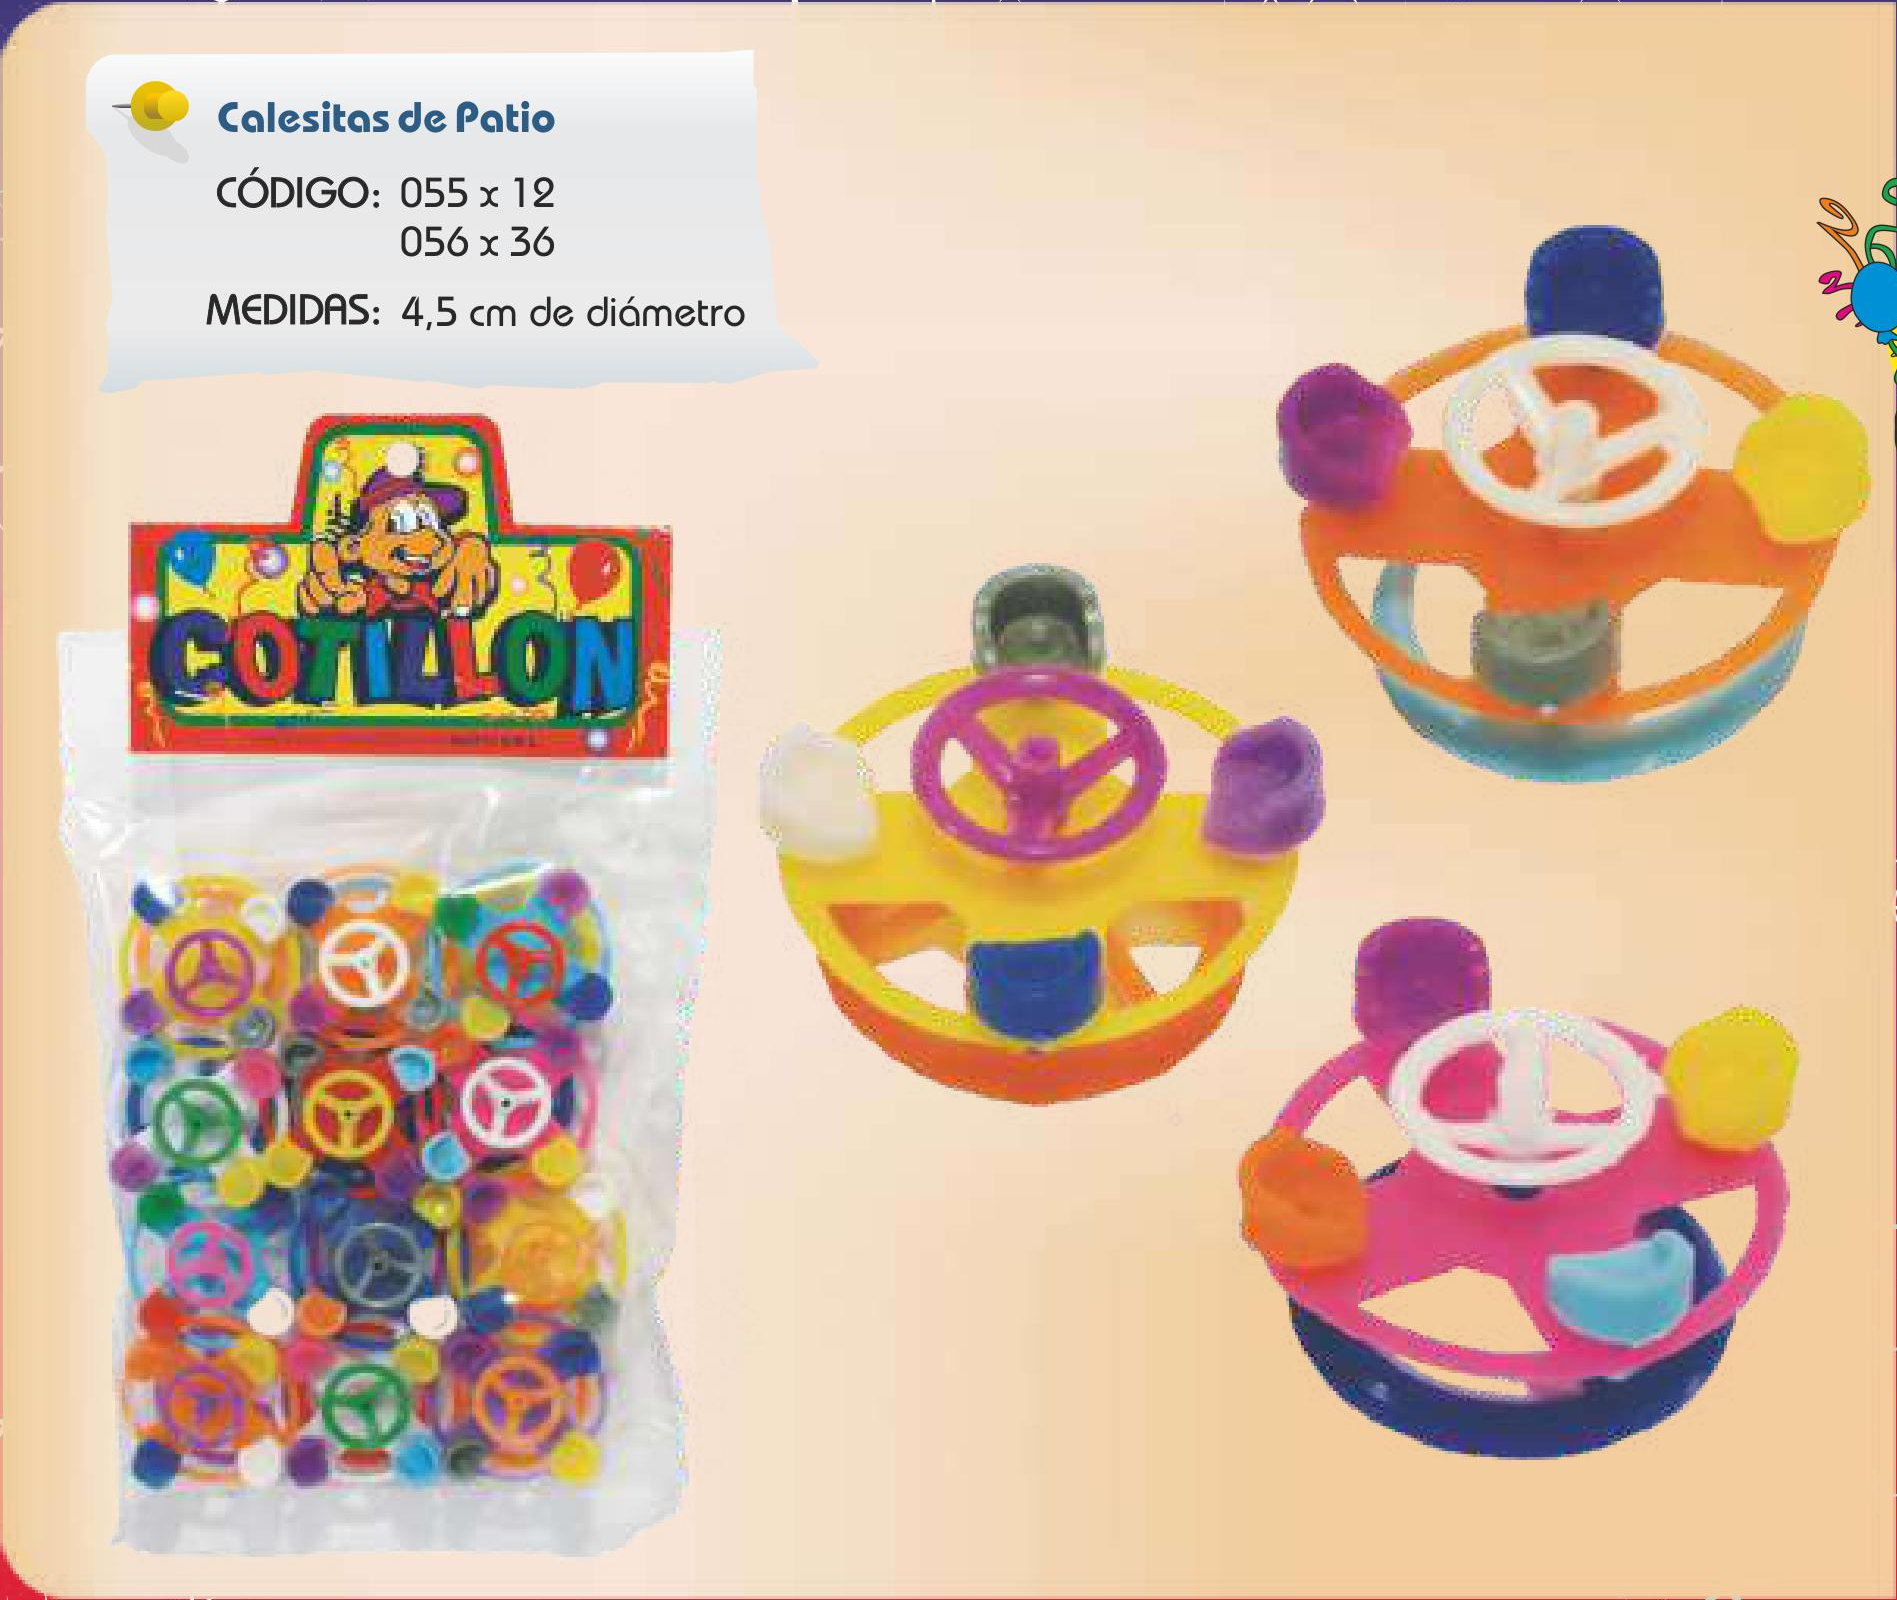 Calesitas de Patio
CÓDIGO: 055 x 12
056 x 36
MEDIDAS: 4,5 cm de diámetro
COTILLON